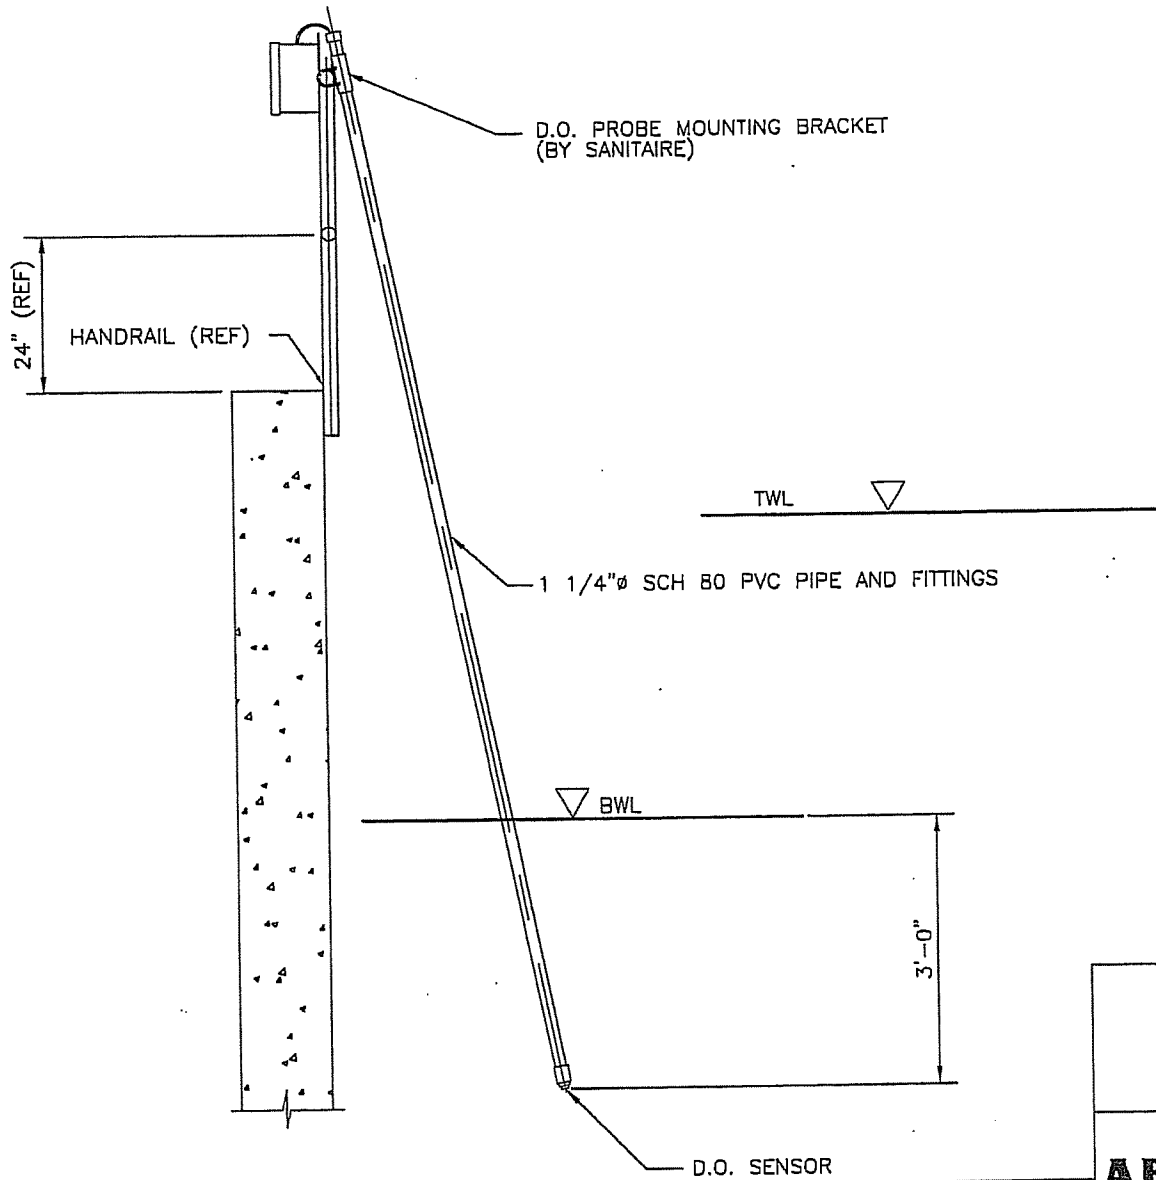 D.O. PROBE MOUNTING BRACKET
(BY SANITAIRE)
24" (REF)
HANDRAIL (REF)
TWL
1 1/4"ø SCH 80 PVC PIPE AND FITTINGS
BWL
3'-0"
D.O. SENSOR